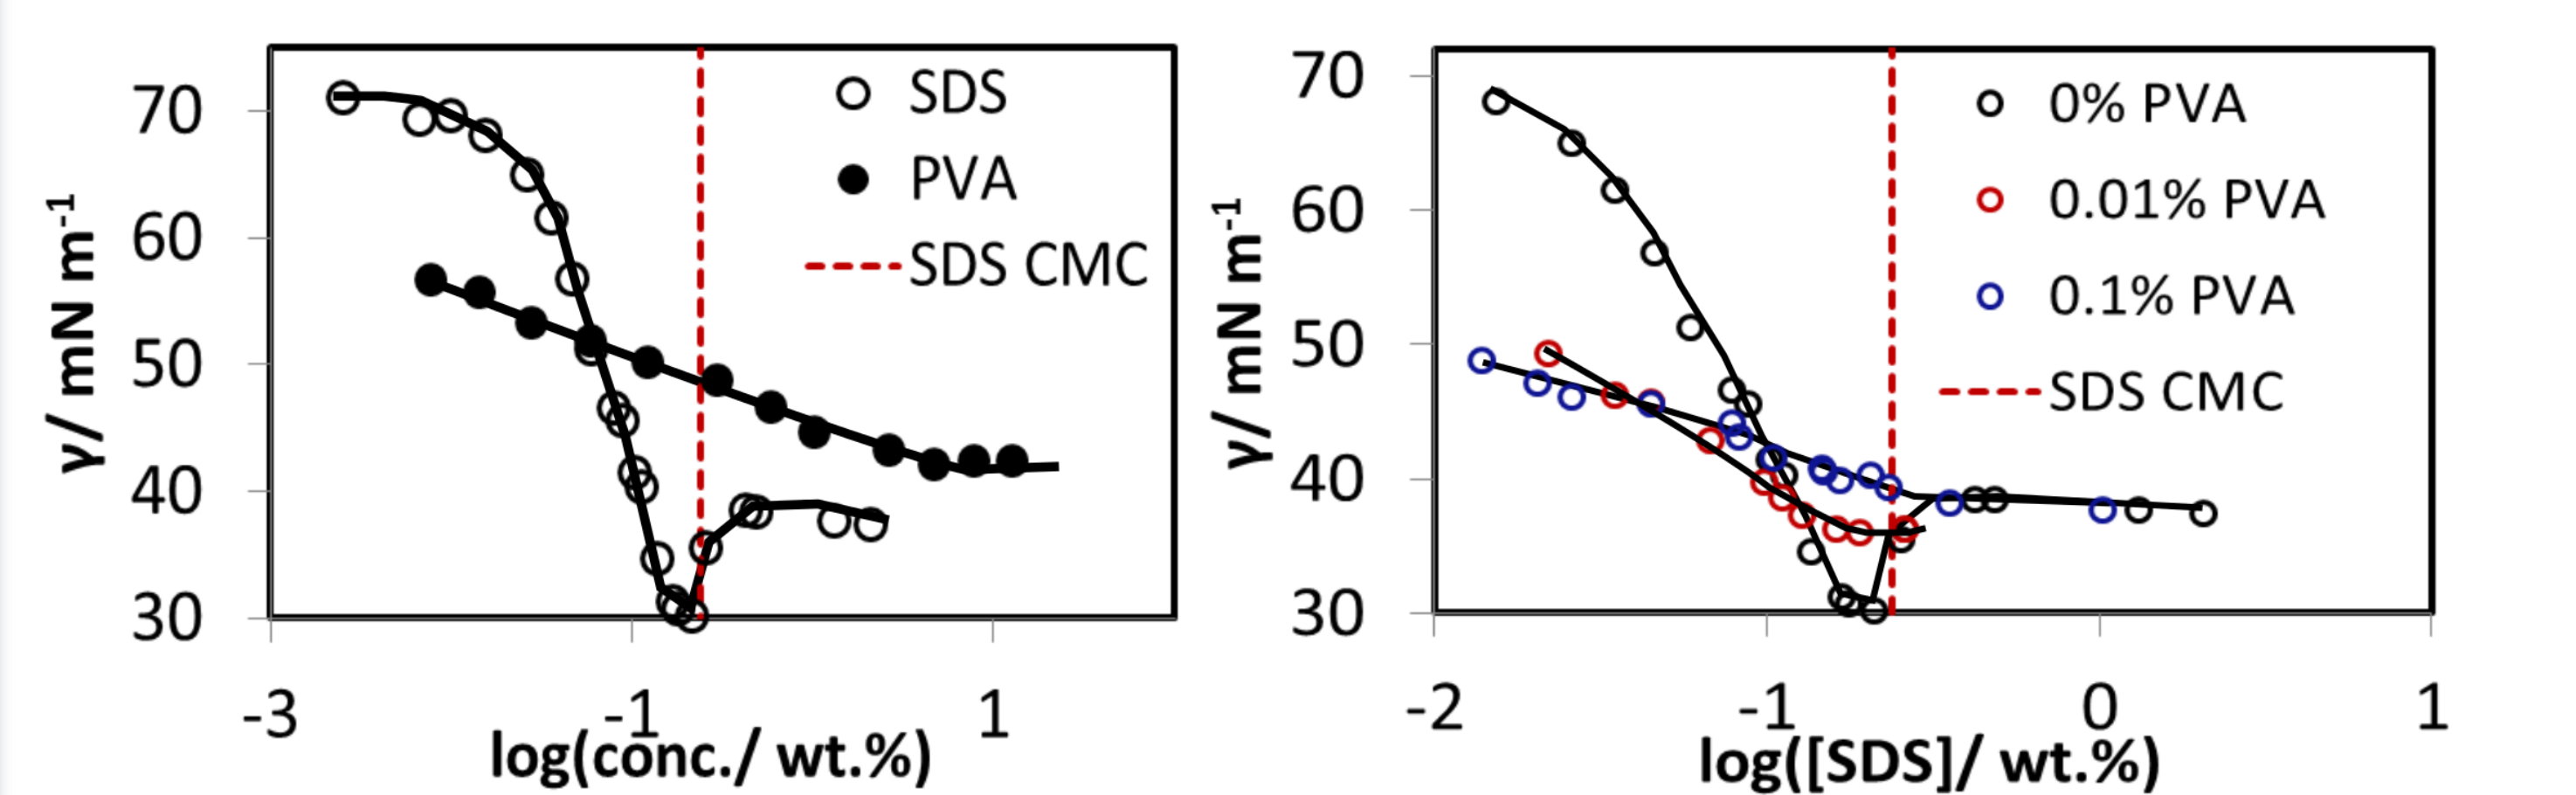 γ/ mN m-1
70
60
50
40
30
-3
-1
1
log(conc./ wt.%)
SDS
PVA
SDS CMC
γ/ mN m-1
70
60
50
40
30
-2
-1
0
1
log([SDS]/ wt.%)
0% PVA
0.01% PVA
0.1% PVA
SDS CMC